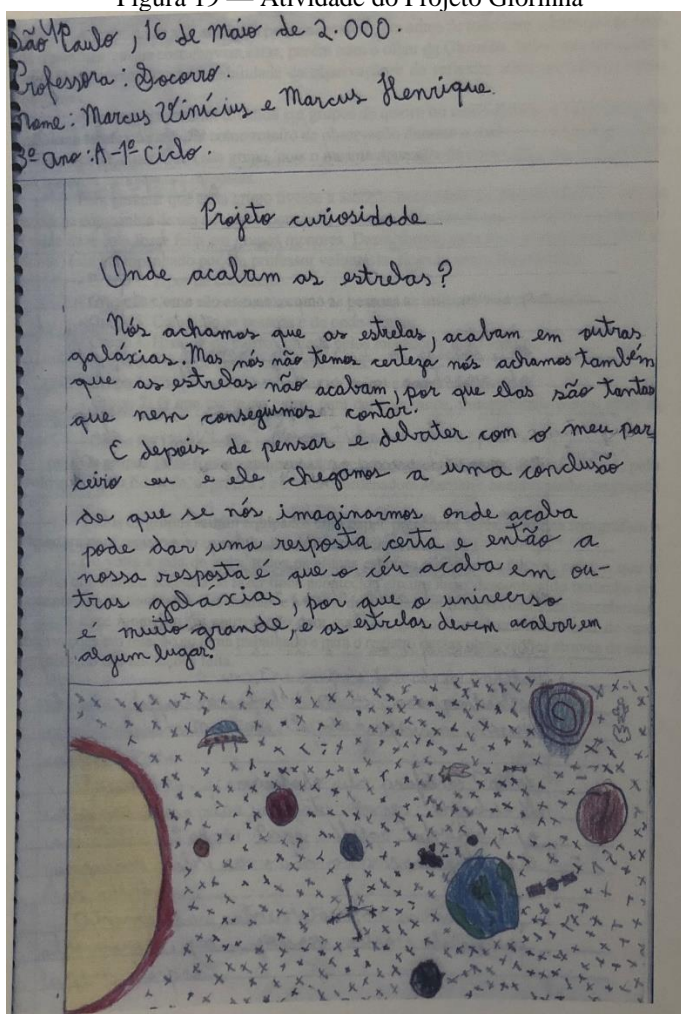 Figura 19 — Atividade do Projeto Giorinha
São Paulo, 16 de maio de 2.000.
Professora: Socorro.
Nome: Marcus Vinícius e Marcus Henrique.
3º ano: A-1º Ciclo.
Projeto curiosidade
Onde acabam as estrelas?
Nós achamos que as estrelas, acabam em outras
galáxias. Mas nós não temos certeza nós achamos também
que as estrelas não acabam, por que elas são tantas
que nem conseguimos contar.
E depois de pensar e debater com o meu par
ceiro eu e ele chegamos a uma conclusão
de que se nós imaginarmos onde acaba
pode dar uma resposta certa e então a
nossa resposta é que o céu acaba em ou-
tras galáxias, por que o universo
é muito grande, e as estrelas devem acabar em
algum lugar.